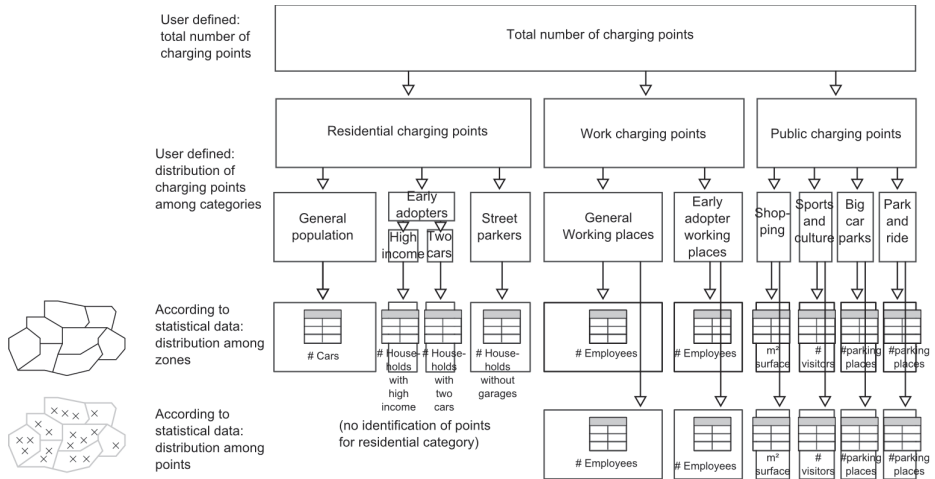 User defined:
total number of
charging points
Total number of charging points
User defined:
distribution of
charging points
among categories
Residential charging points
Work charging points
Public charging points
General
population
Early
adopters
High
income
Two
cars
Street
parkers
General
Working places
Early
adopter
working
places
Shop-
ping
Sports
and
culture
Big
car
parks
Park
and
ride
According to
statistical data:
distribution among
zones
# Cars
# House-
holds
with
high
income
# House-
holds
with
two
cars
# House-
holds
without
garages
# Employees
# Employees
m²
surface
#
visitors
#parking
places
#parking
places
According to
statistical data:
distribution among
points
(no identification of points
for residential category)
# Employees
# Employees
m²
surface
#
visitors
#parking
places
#parking
places